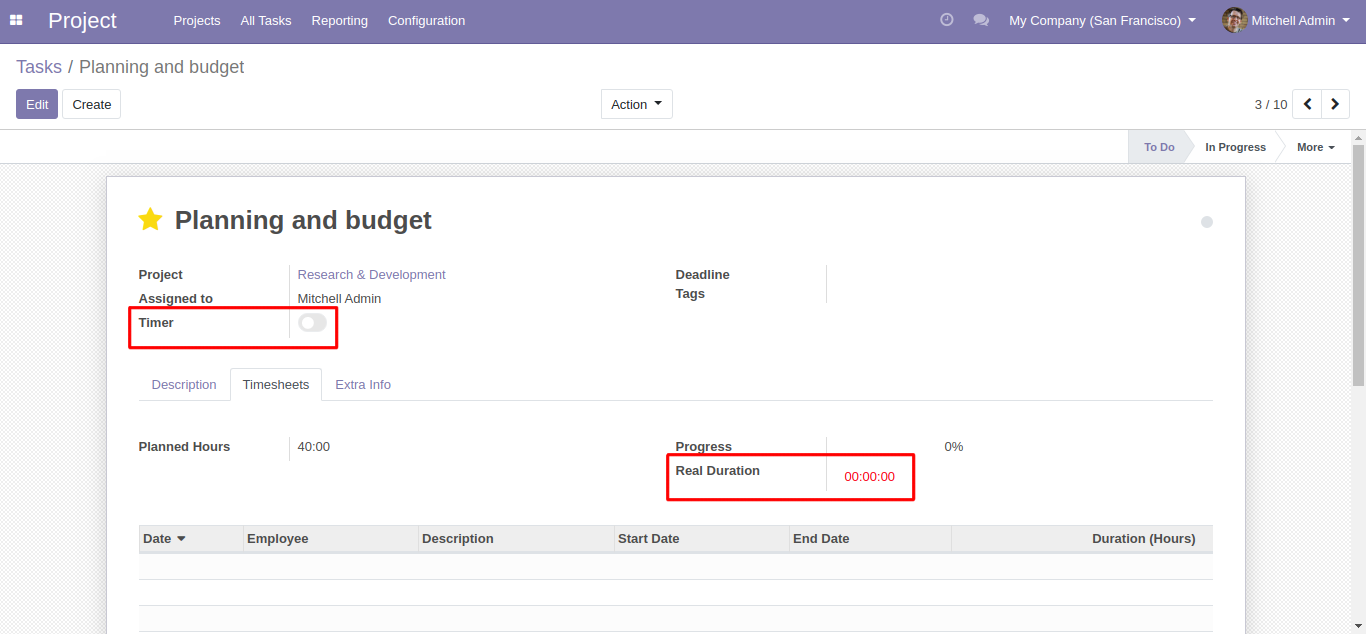 Project Projects All Tasks Reporting Configuration My Company (San Francisco) Mitchell Admin
Tasks / Planning and budget
Edit Create Action 3 / 10
To Do In Progress More
Planning and budget
Project Research & Development Deadline
Tags
Assigned to Mitchell Admin
Timer
Description Timesheets Extra Info
Planned Hours 40:00 Progress 0%
Real Duration 00:00:00
Date Employee Description Start Date End Date Duration (Hours)